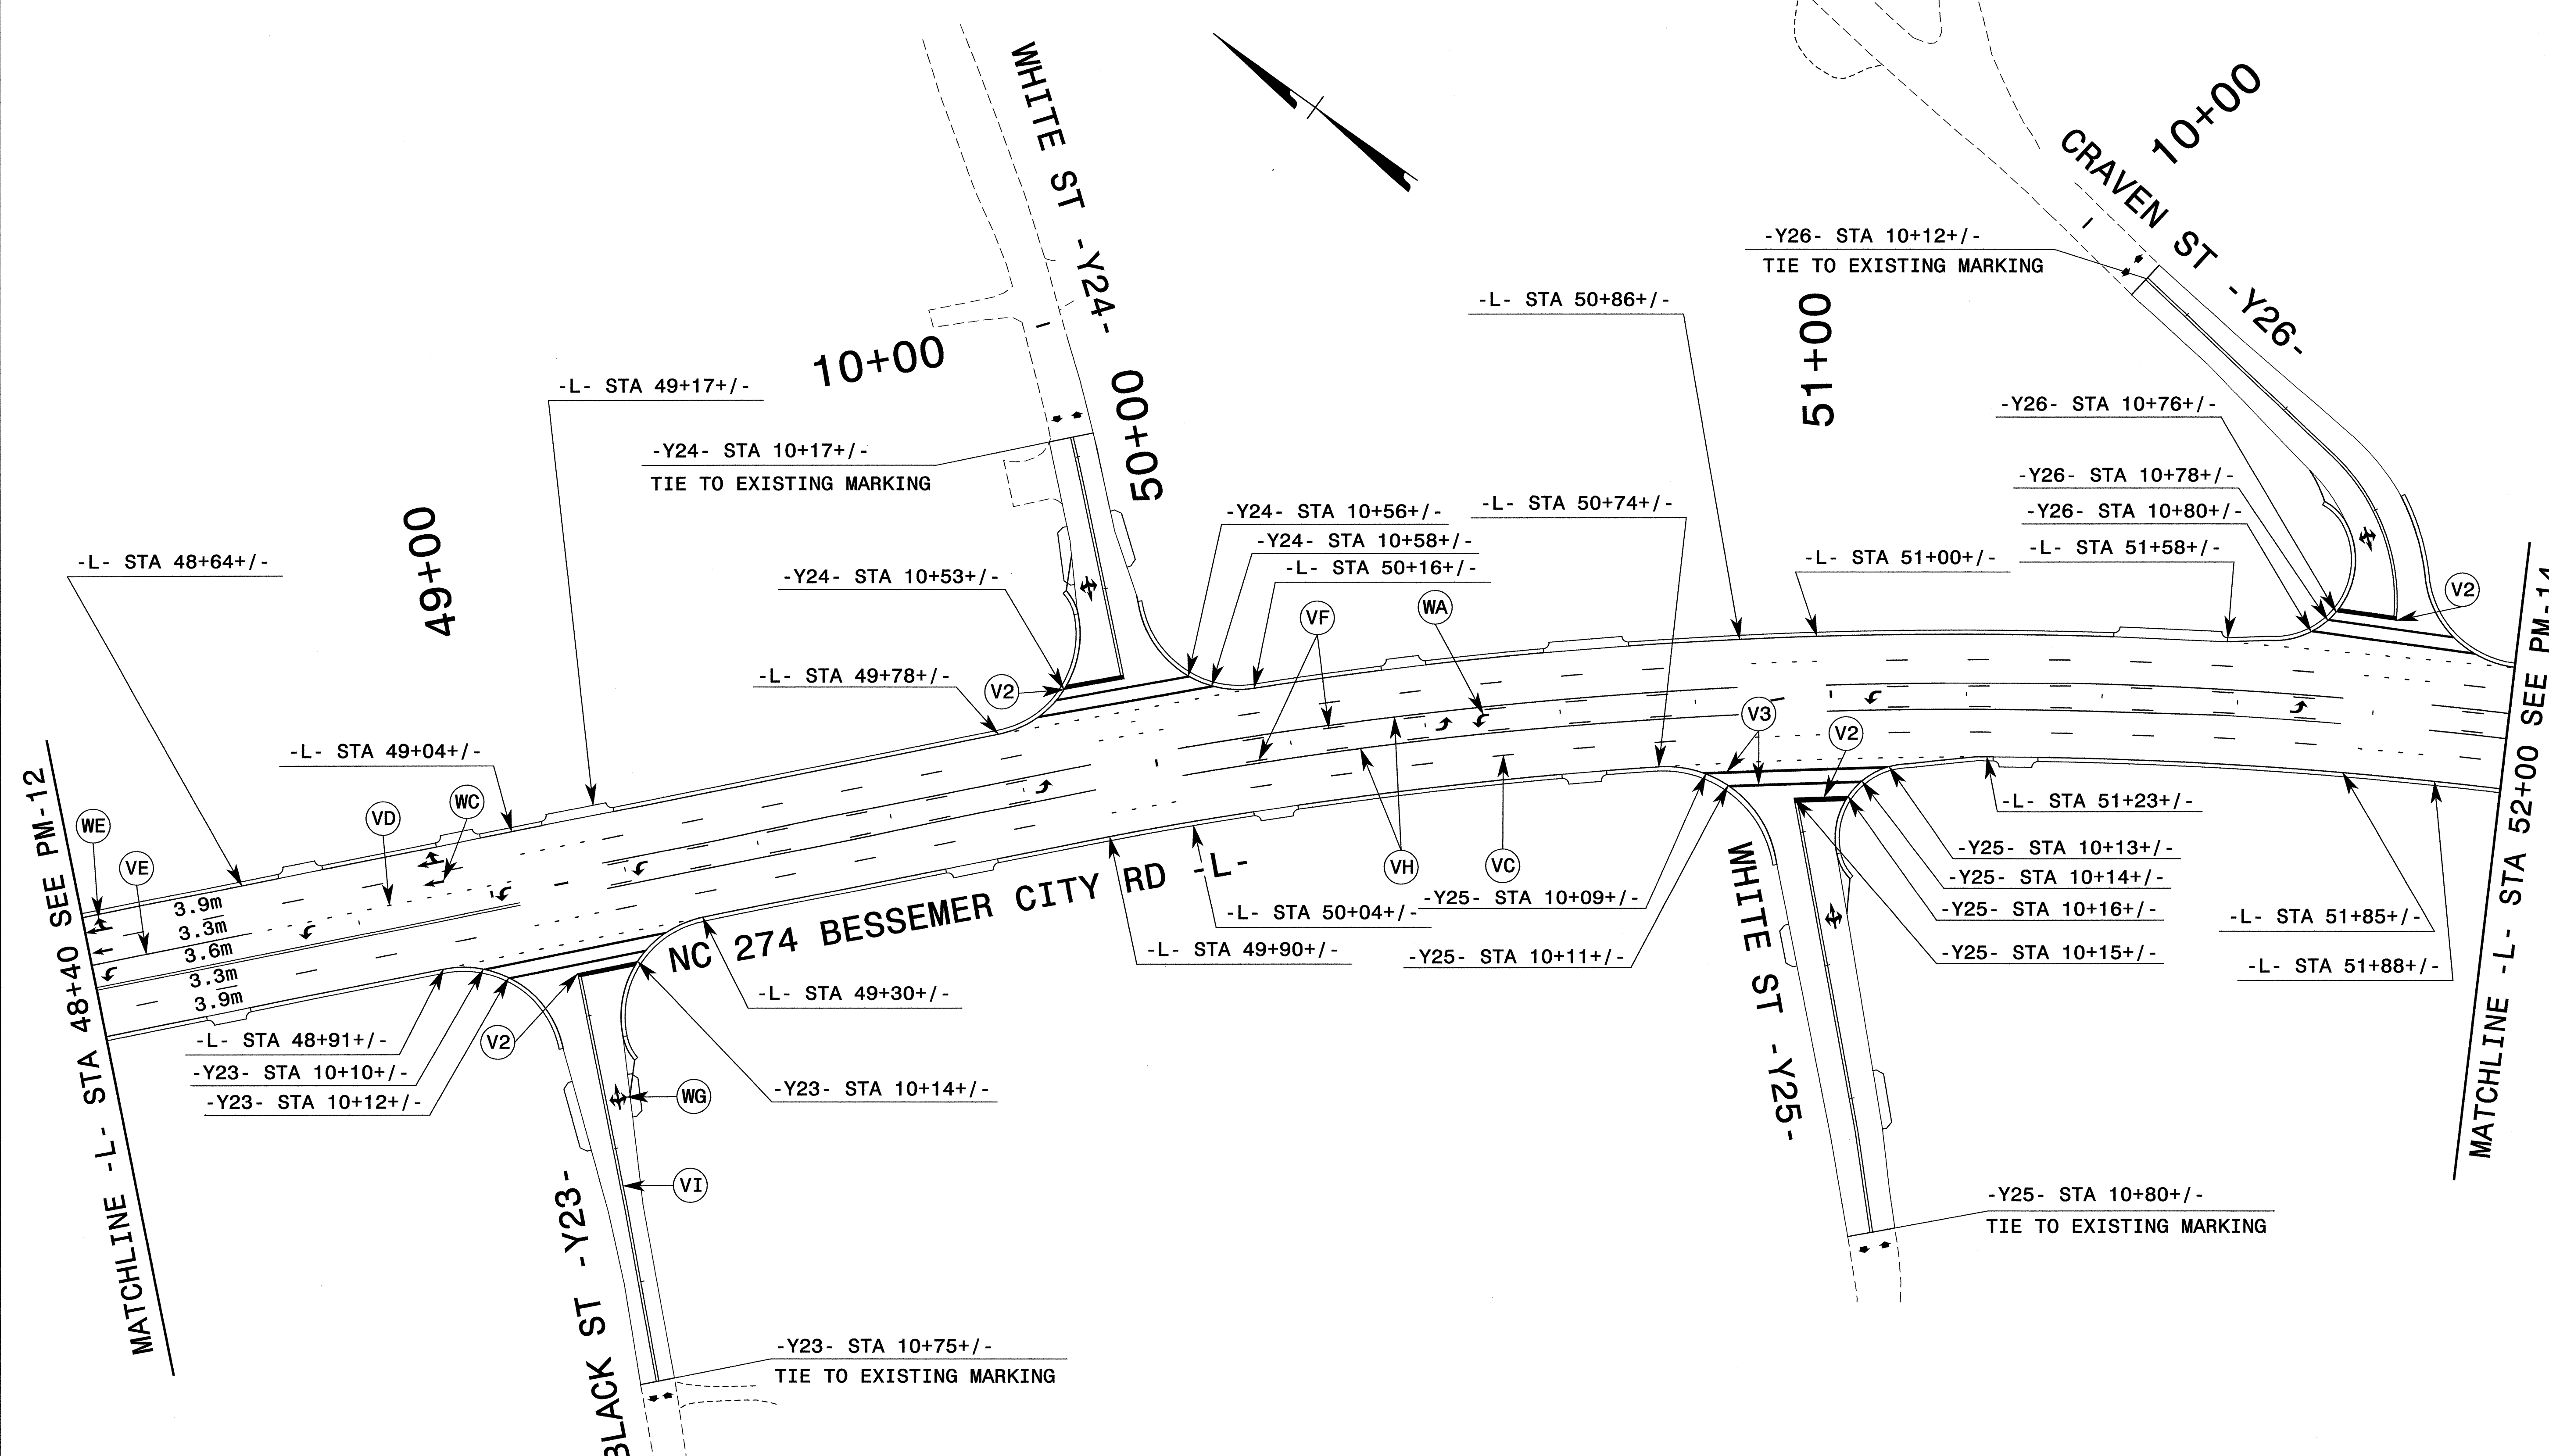 WHITE ST -Y24-
10+00
CRAVEN ST -Y26-
-Y26- STA 10+12+/-
TIE TO EXISTING MARKING
-L- STA 50+86+/-
51+00
10+00
50+00
-L- STA 49+17+/-
-Y24- STA 10+17+/-
TIE TO EXISTING MARKING
-Y26- STA 10+76+/-
-Y26- STA 10+78+/-
-Y26- STA 10+80+/-
-L- STA 51+58+/-
-Y24- STA 10+56+/-
-L- STA 50+74+/-
-Y24- STA 10+58+/-
-L- STA 50+16+/-
-L- STA 51+00+/-
49+00
-L- STA 48+64+/-
-Y24- STA 10+53+/-
V2
VF
WA
-L- STA 49+78+/-
V2
V3
V2
-L- STA 49+04+/-
WE
VE
VD
WC
3.9m
3.3m
3.6m
3.3m
3.9m
MATCHLINE -L- STA 48+40 SEE PM-12
NC 274 BESSEMER CITY RD -L-
VH
VC
-L- STA 51+23+/-
-Y25- STA 10+13+/-
-Y25- STA 10+14+/-
-Y25- STA 10+09+/-
-Y25- STA 10+16+/-
-L- STA 50+04+/-
-L- STA 51+85+/-
-L- STA 49+90+/-
-Y25- STA 10+11+/-
-Y25- STA 10+15+/-
-L- STA 51+88+/-
-L- STA 49+30+/-
WHITE ST -Y25-
MATCHLINE -L- STA 52+00 SEE PM-14
-L- STA 48+91+/-
V2
-Y23- STA 10+10+/-
-Y23- STA 10+12+/-
-Y23- STA 10+14+/-
WG
VI
BLACK ST -Y23-
-Y25- STA 10+80+/-
TIE TO EXISTING MARKING
-Y23- STA 10+75+/-
TIE TO EXISTING MARKING